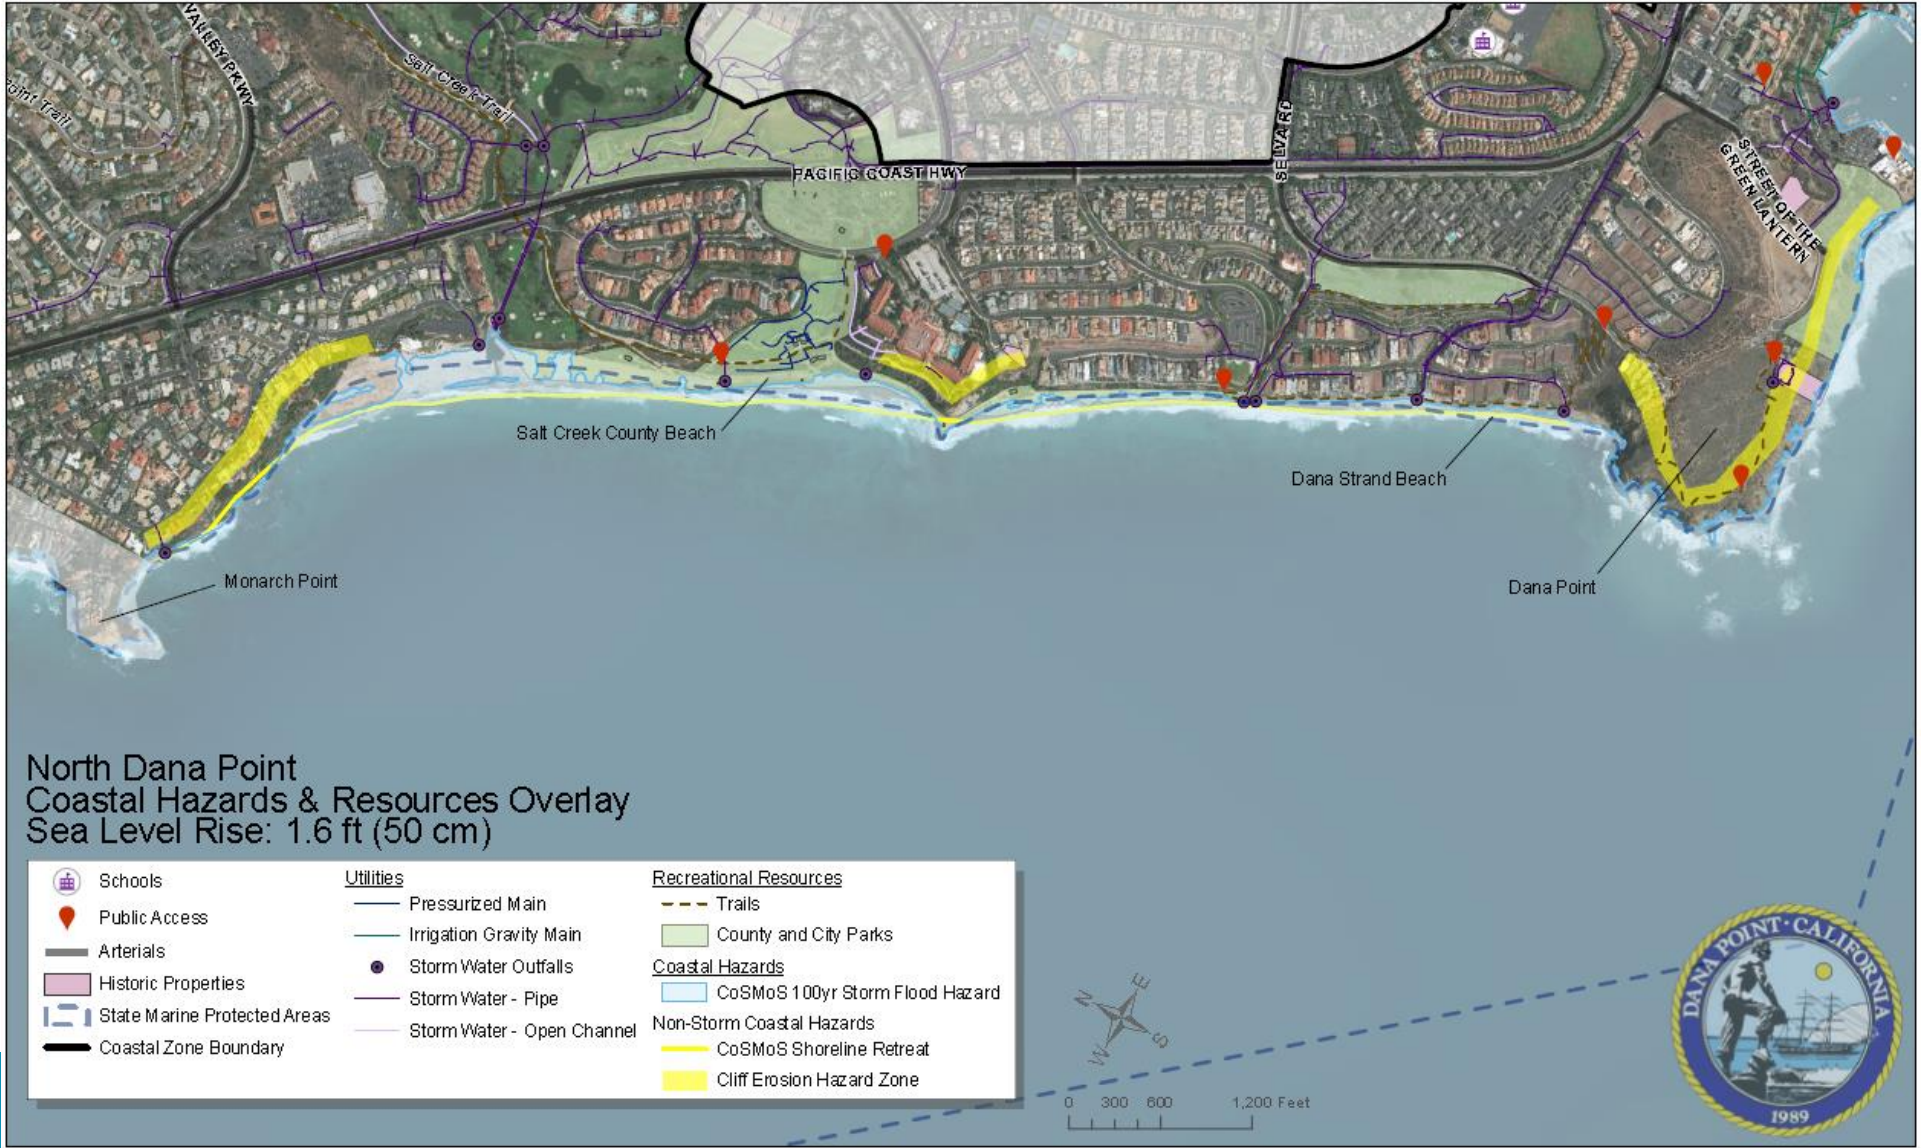 VALLEY PKWY
Salt Creek Trail
oint Trail
PACIFIC COAST HWY
SELVA RD
STREET OF THE
GREEN LANTERN
Salt Creek County Beach
Dana Strand Beach
Monarch Point
Dana Point
North Dana Point
Coastal Hazards & Resources Overlay
Sea Level Rise: 1.6 ft (50 cm)
Schools
Public Access
Arterials
Historic Properties
State Marine Protected Areas
Coastal Zone Boundary
Utilities
Pressurized Main
Irrigation Gravity Main
Storm Water Outfalls
Storm Water - Pipe
Storm Water - Open Channel
Recreational Resources
Trails
County and City Parks
Coastal Hazards
CoSMoS 100yr Storm Flood Hazard
Non-Storm Coastal Hazards
CoSMoS Shoreline Retreat
Cliff Erosion Hazard Zone
N
E
W
S
0 300 600 1,200 Feet
DANA POINT · CALIFORNIA
1989